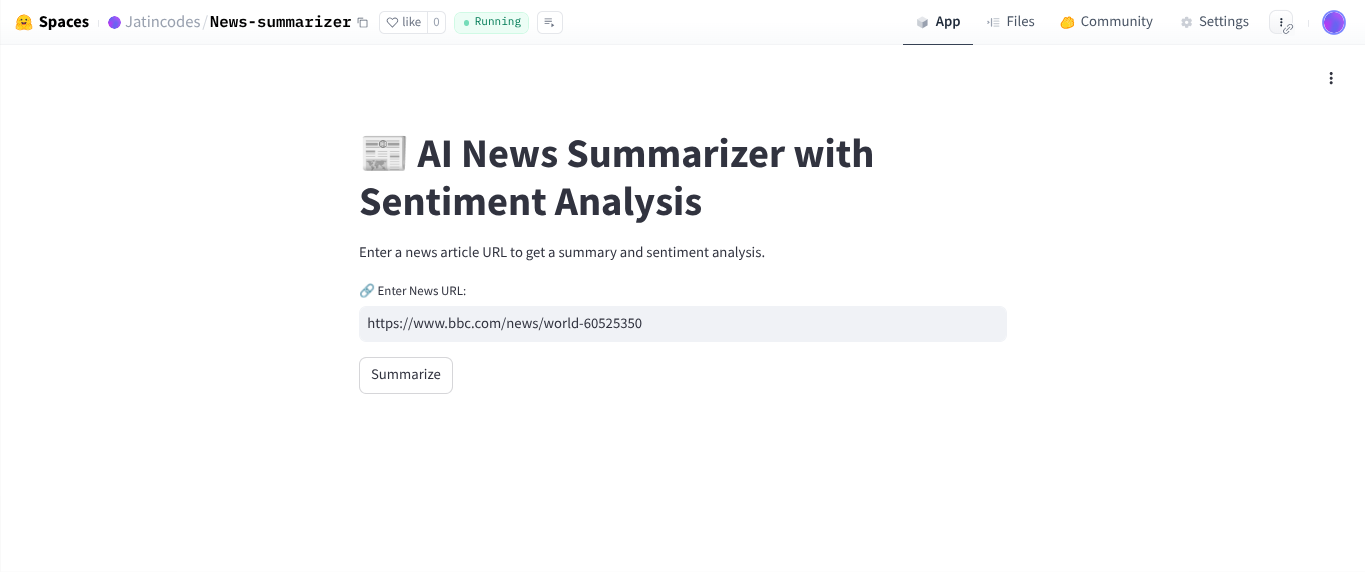 Spaces Jatincodes/News-summarizer like 0 Running App Files Community Settings
AI News Summarizer with
Sentiment Analysis
Enter a news article URL to get a summary and sentiment analysis.
Enter News URL:
https://www.bbc.com/news/world-60525350
Summarize